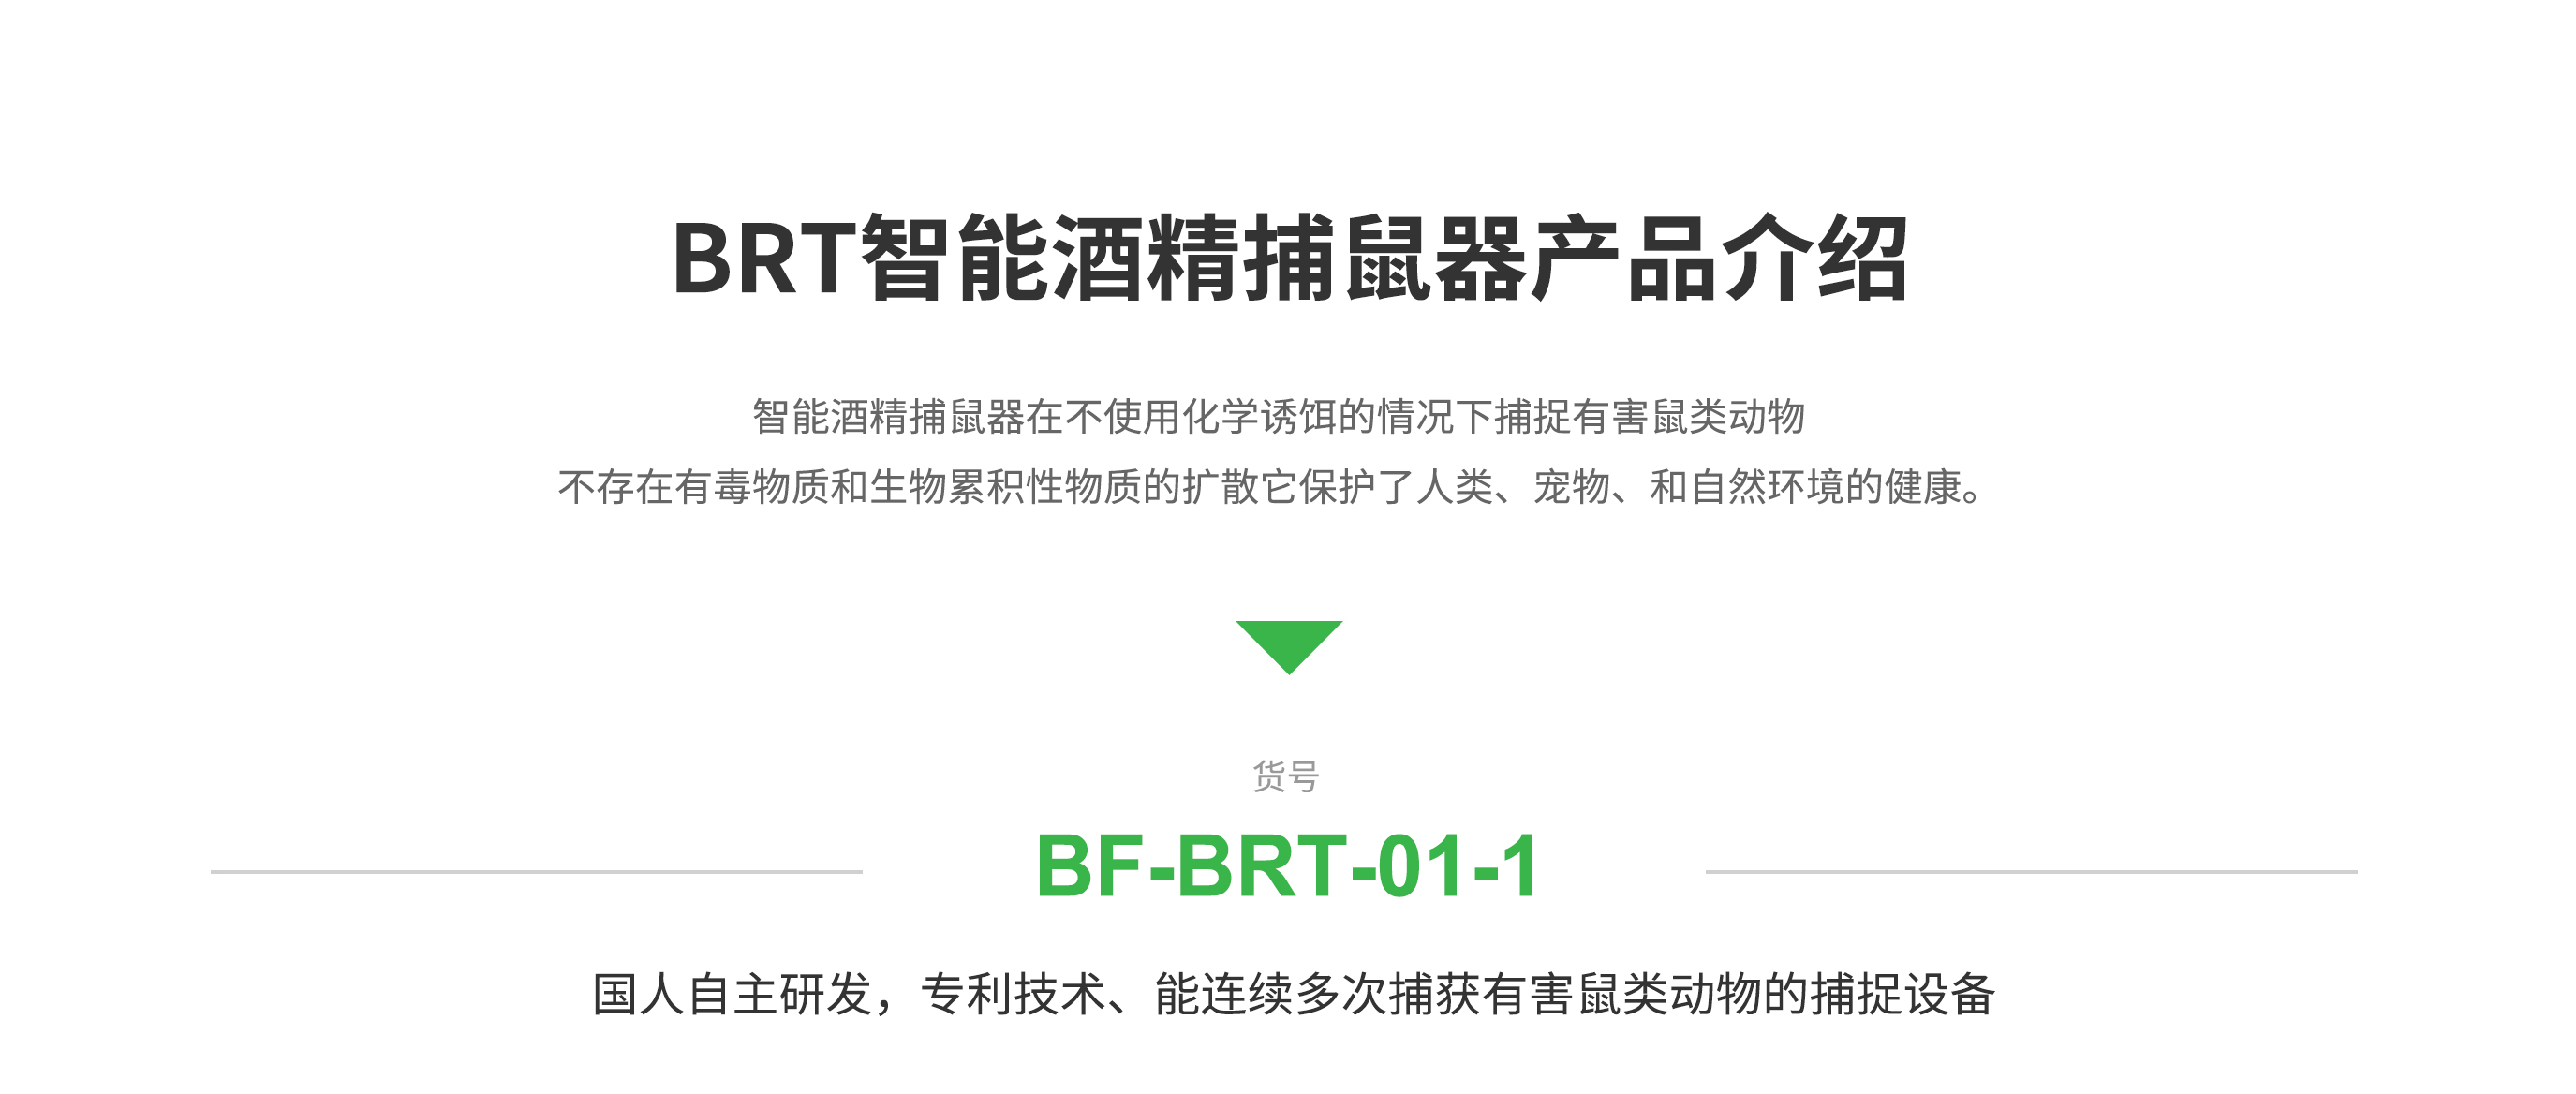 BRT智能酒精捕鼠器产品介绍
智能酒精捕鼠器在不使用化学诱饵的情况下捕捉有害鼠类动物
不存在有毒物质和生物累积性物质的扩散它保护了人类、宠物、和自然环境的健康。
货号
BF-BRT-01-1
国人自主研发，专利技术、能连续多次捕获有害鼠类动物的捕捉设备